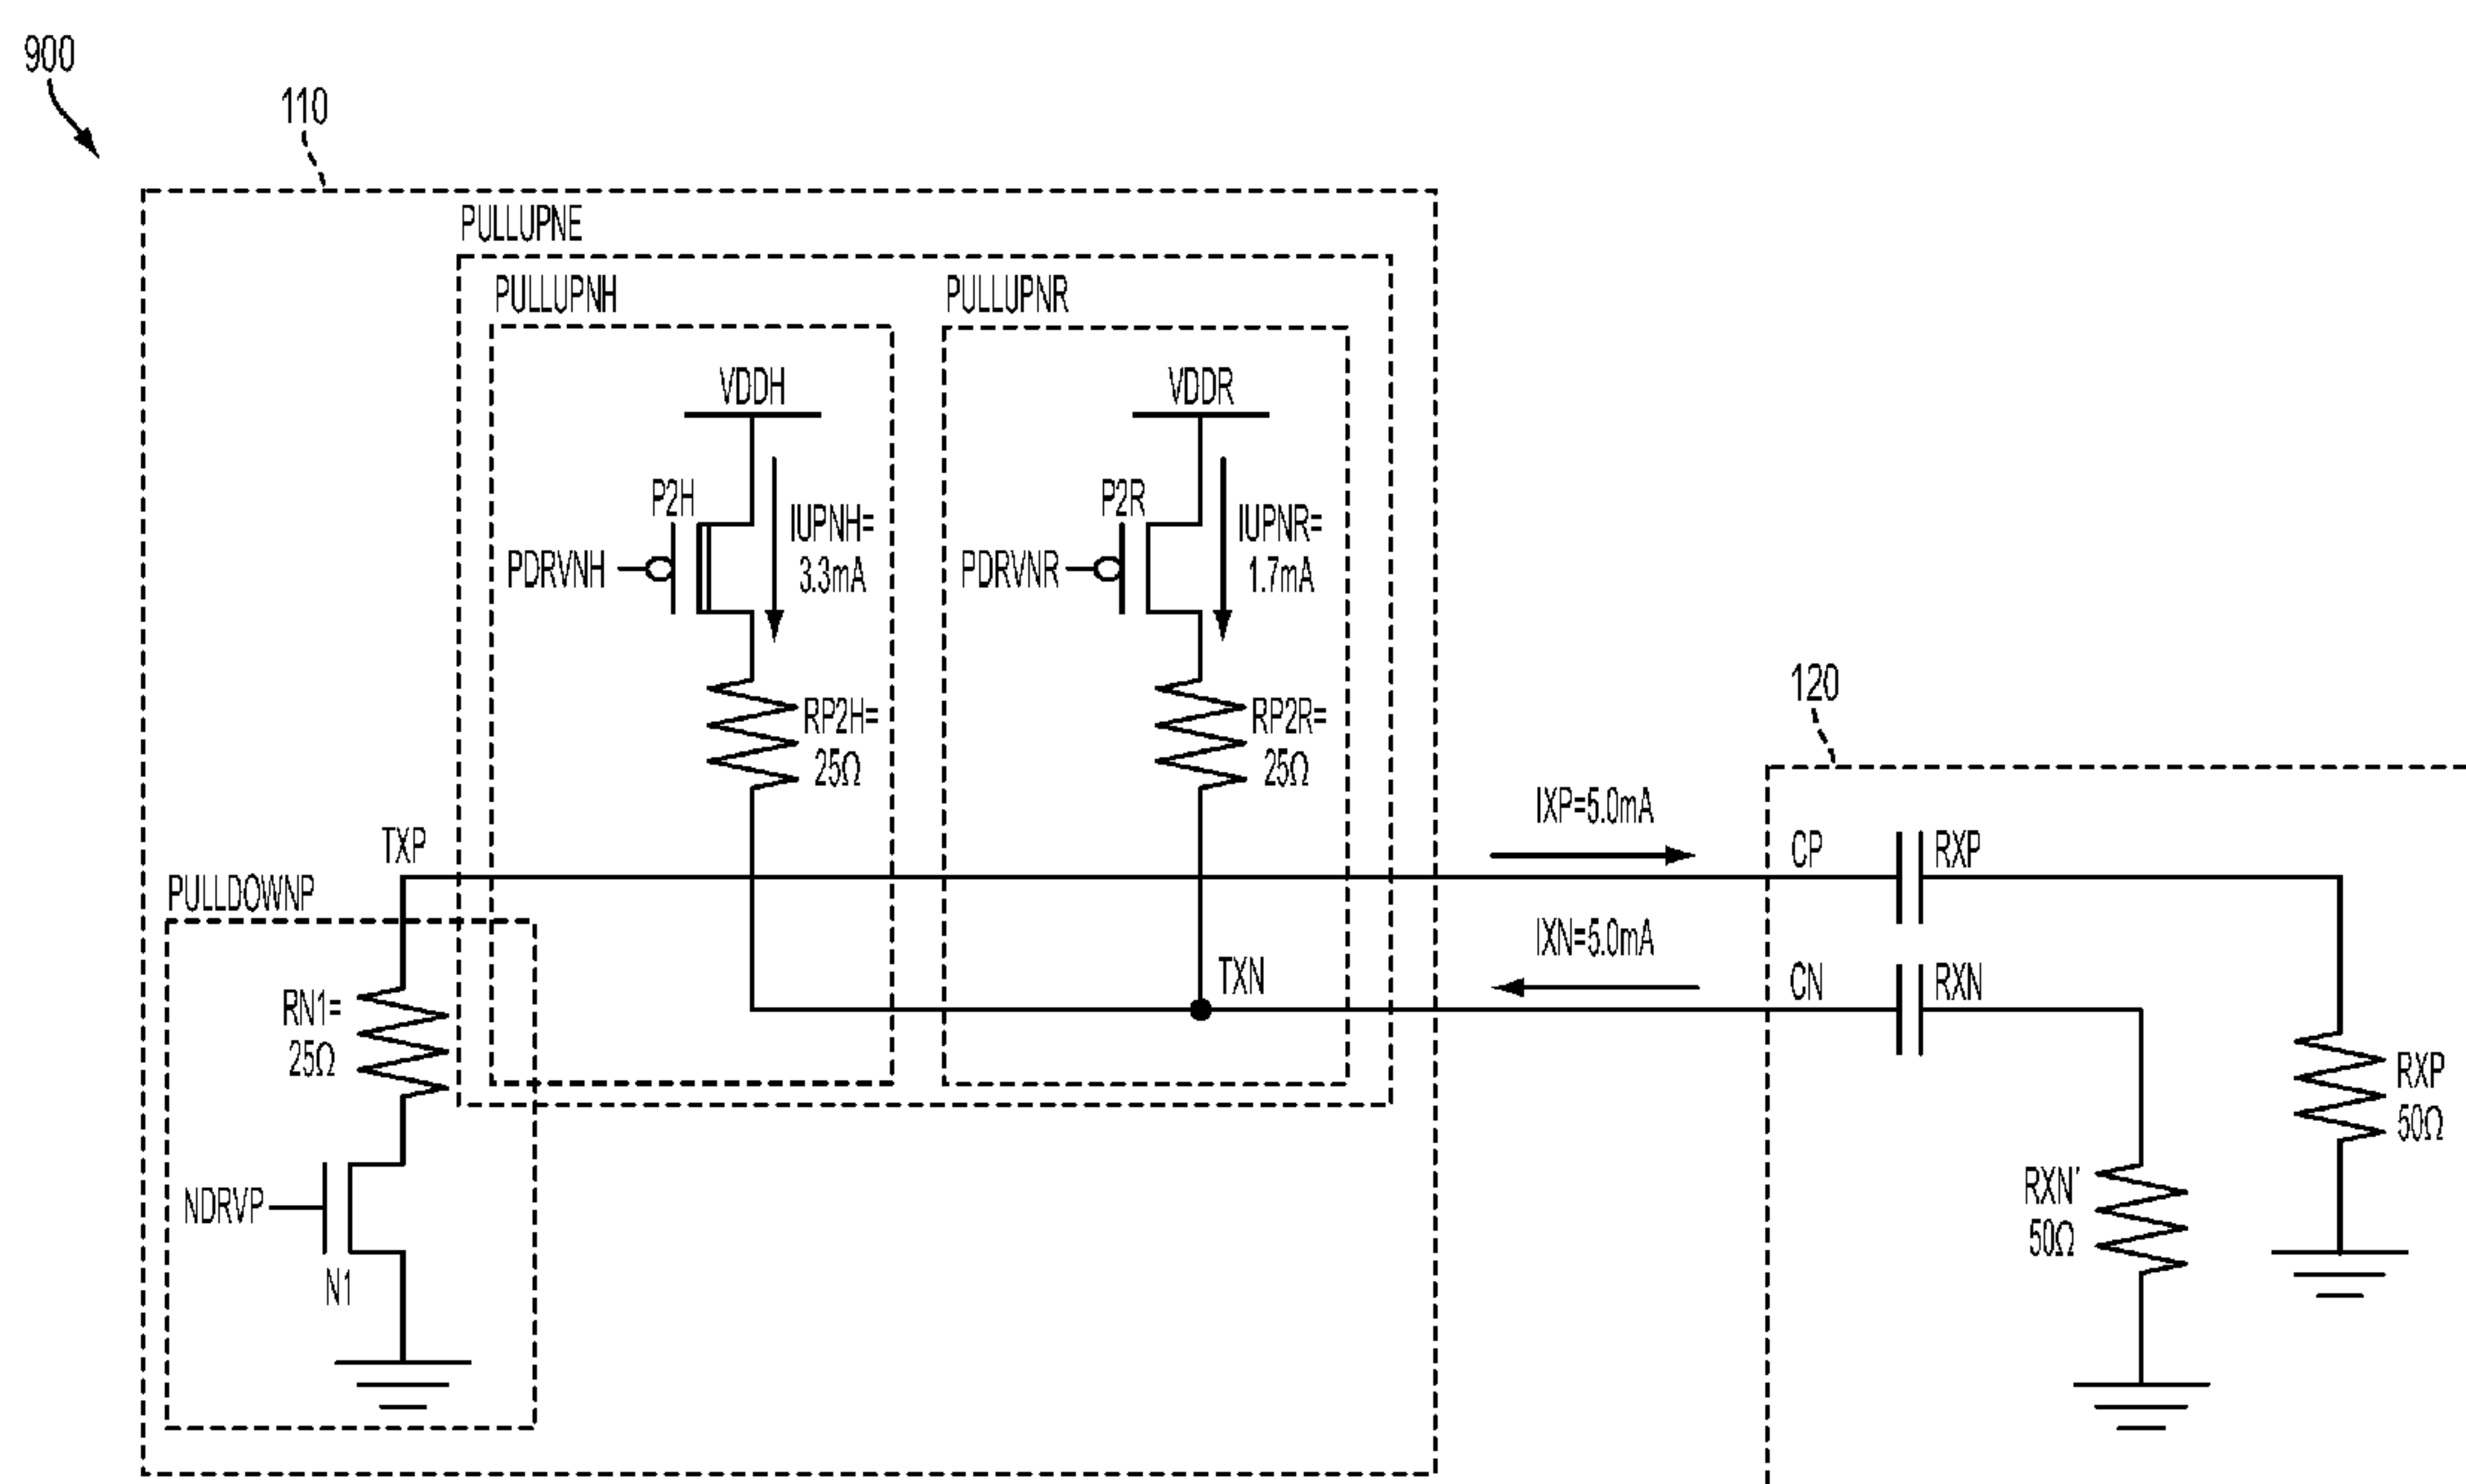 900
110
PULLUPNE
PULLUPNH
PULLUPNR
VDDH
VDDR
P2H
P2R
IUPNH=
3.3mA
IUPNR=
1.7mA
PDRVNH
PDRVNR
RP2H=
25Ω
RP2R=
25Ω
120
IXP=5.0mA
TXP
CP
RXP
PULLDOWNP
IXN=5.0mA
TXN
CN
RXN
RN1=
25Ω
RXP
50Ω
RXN'
50Ω
NDRVP
N1